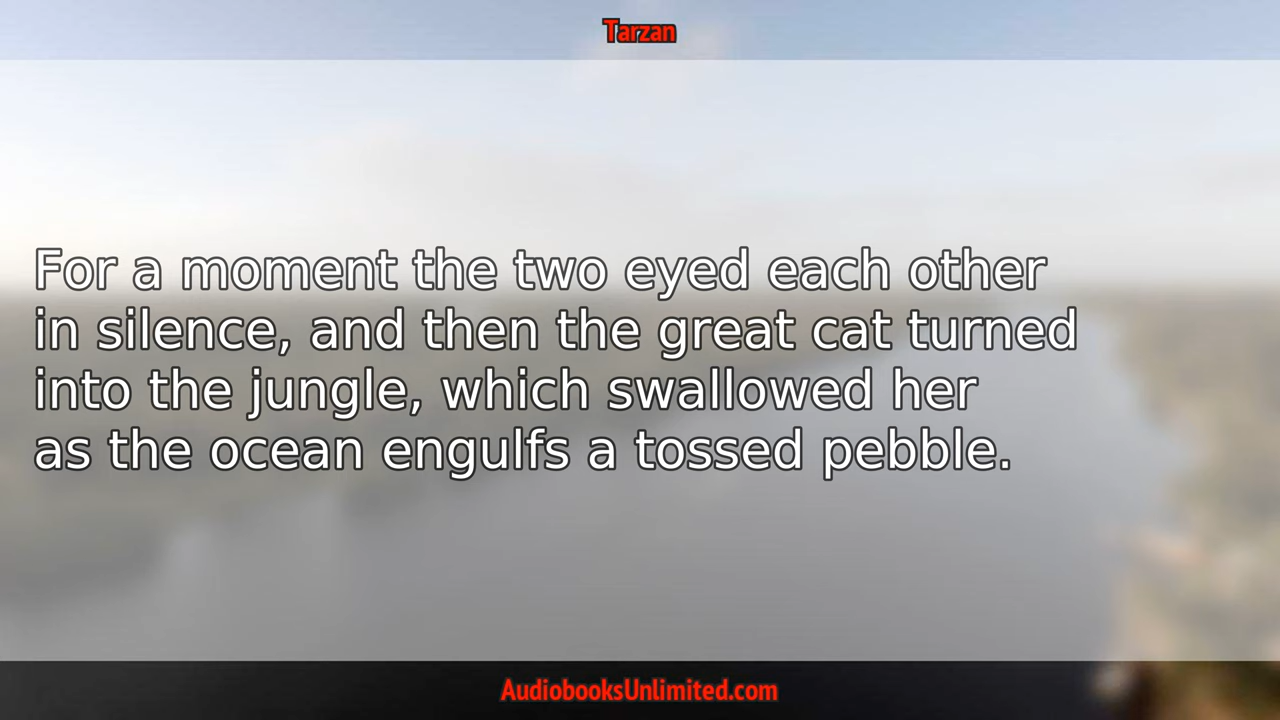 Tarzan
For a moment the two eyed each other
in silence, and then the great cat turned
into the jungle, which swallowed her
as the ocean engulfs a tossed pebble.
AudiobooksUnlimited.com